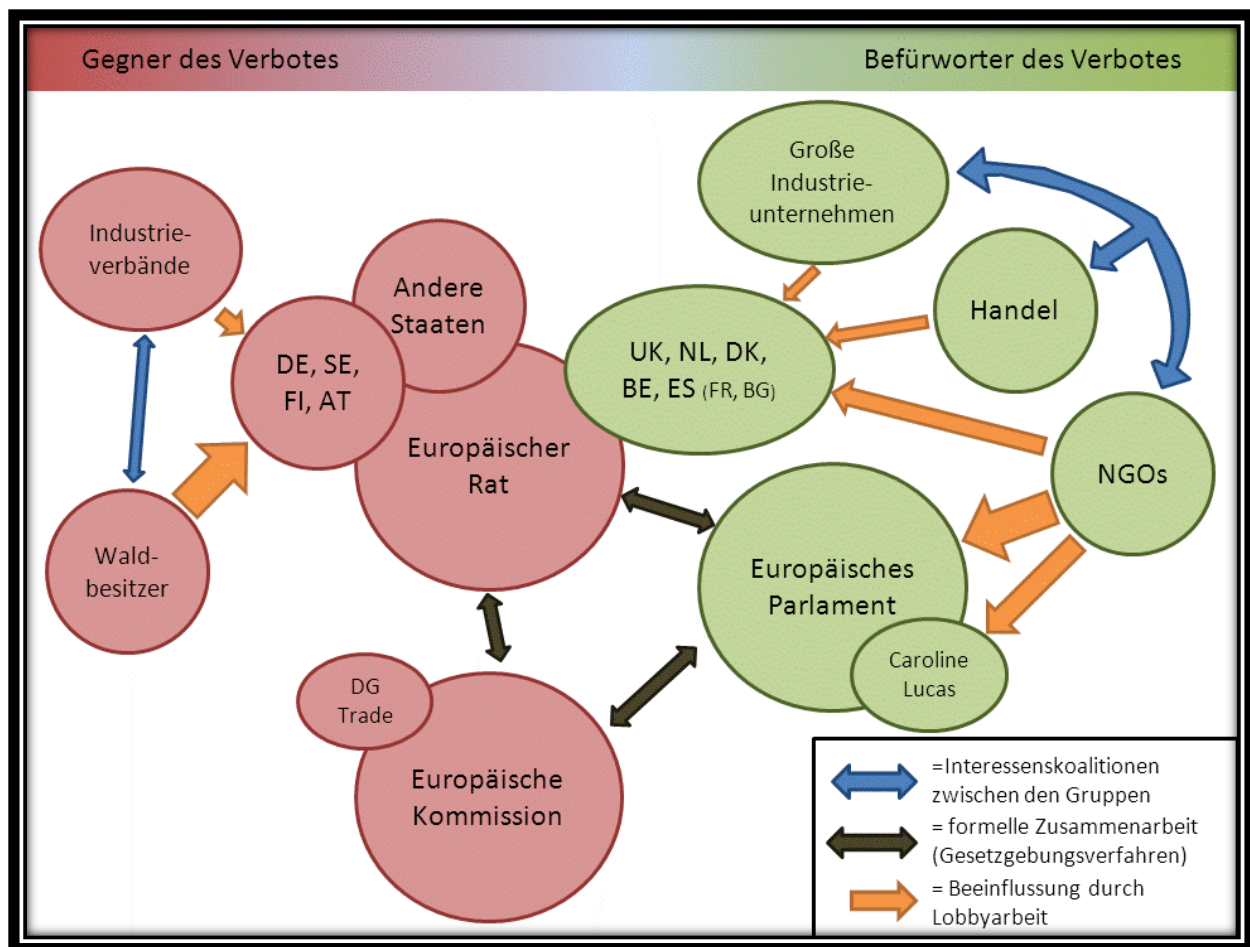 Gegner des Verbotes
Befürworter des Verbotes
Große
Industrie-
unternehmen
Industrie-
verbände
Andere
Staaten
Handel
DE, SE,
FI, AT
UK, NL, DK,
BE, ES (FR, BG)
Europäischer
Rat
NGOs
Wald-
besitzer
Europäisches
Parlament
Caroline
Lucas
DG
Trade
Europäische
Kommission
=Interessenskoalitionen
zwischen den Gruppen
= formelle Zusammenarbeit
(Gesetzgebungsverfahren)
= Beeinflussung durch
Lobbyarbeit